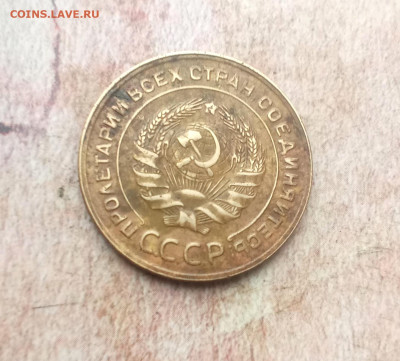 COINS.LAVE.RU
ПРОЛЕТАРИИ ВСЕХ СТРАН СОЕДИНЯЙТЕСЬ
СССР